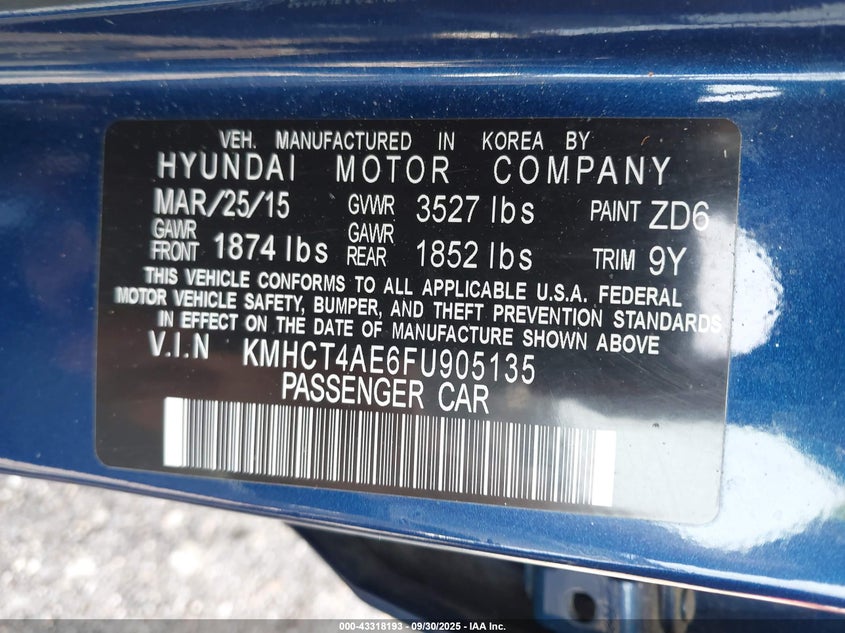 VEH. MANUFACTURED IN KOREA BY
HYUNDAI MOTOR COMPANY
MAR/25/15 GVWR 3527 lbs PAINT ZD6
GAWR FRONT 1874 lbs GAWR REAR 1852 lbs TRIM 9Y
THIS VEHICLE CONFORMS TO ALL APPLICABLE U.S.A. FEDERAL
MOTOR VEHICLE SAFETY, BUMPER, AND THEFT PREVENTION STANDARDS
IN EFFECT ON THE DATE OF MANUFACTURE SHOWN ABOVE
V.I.N KMHCT4AE6FU905135
PASSENGER CAR
000-43318193 - 09/30/2025 - IAA Inc.